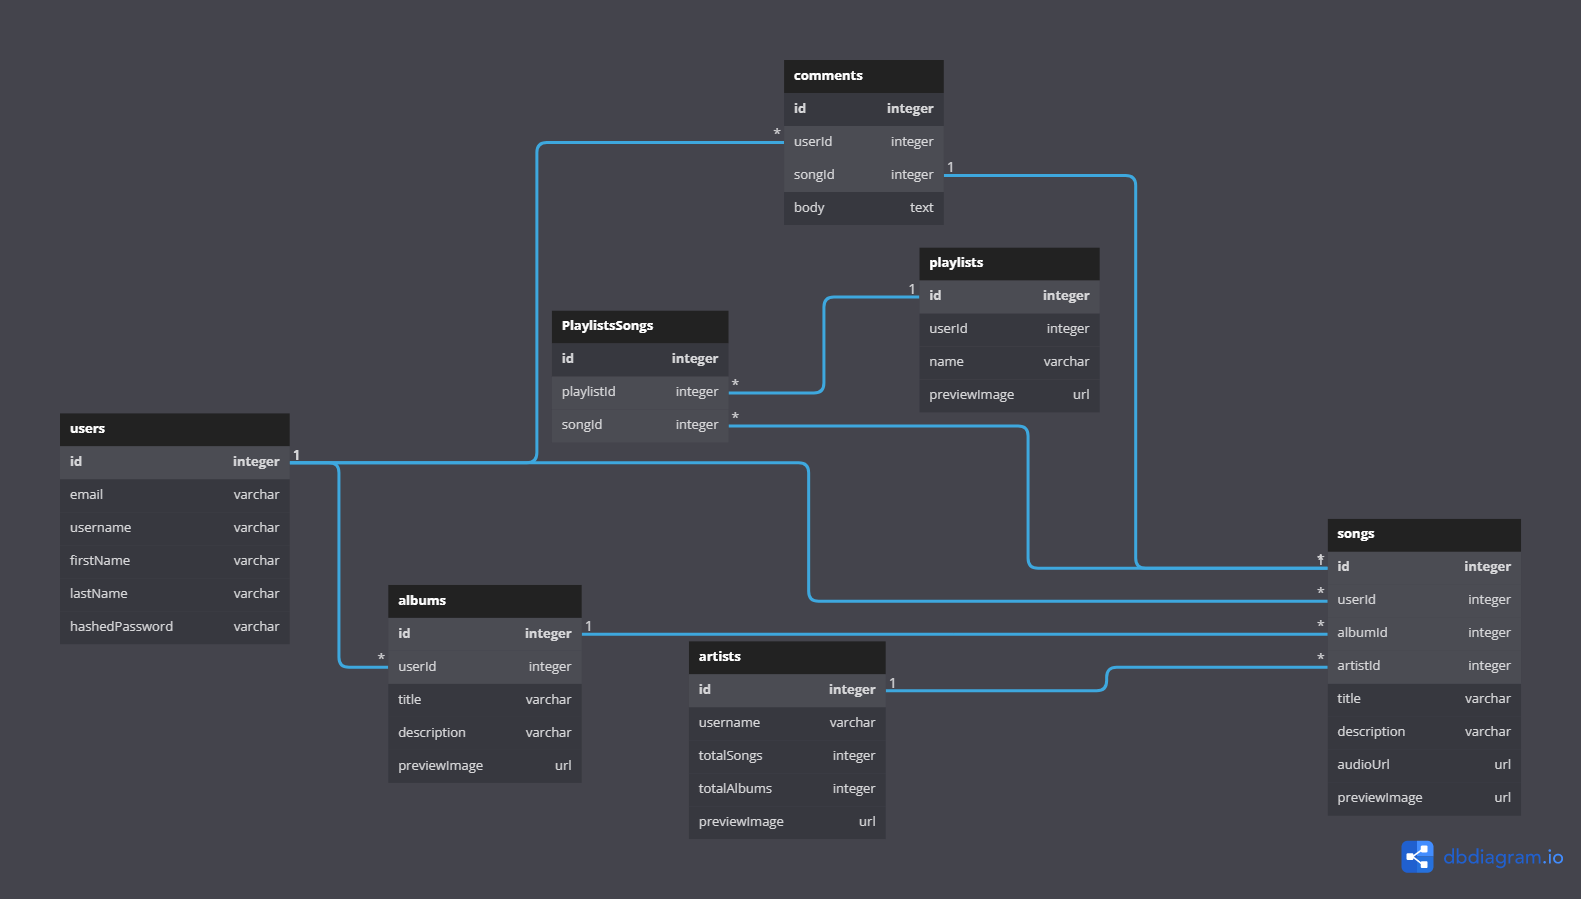 comments
id integer
* userId integer
songId integer 1
body text
playlists
1 id integer
userId integer
name varchar
previewImage url
PlaylistsSongs
id integer
playlistId integer *
songId integer *
users
id integer 1
email varchar
username varchar
firstName varchar
lastName varchar
hashedPassword varchar
albums
id integer 1
* userId integer
title varchar
description varchar
previewImage url
artists
id integer 1
username varchar
totalSongs integer
totalAlbums integer
previewImage url
songs
id integer
* userId integer
* albumId integer
* artistId integer
title varchar
description varchar
audioUrl url
previewImage url
dbdiagram.io